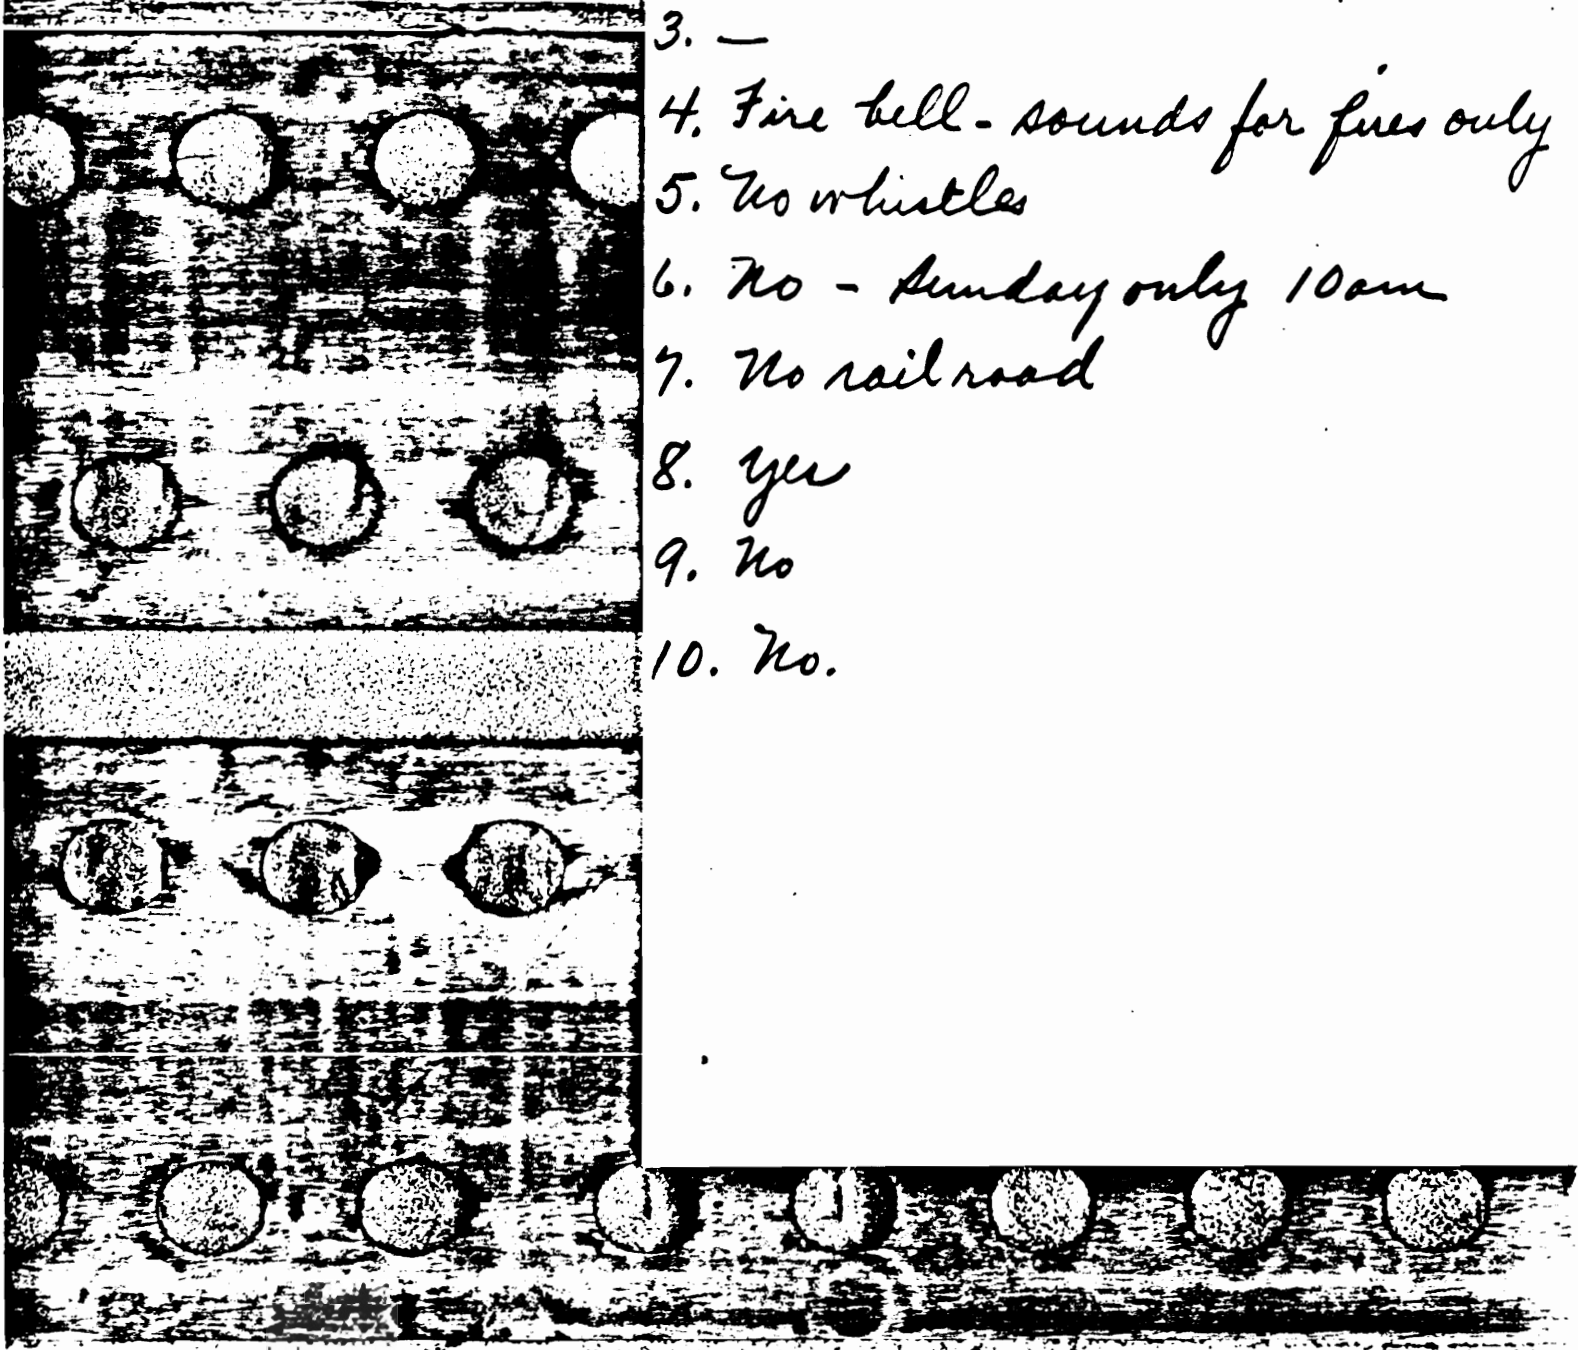 3. —
4. Fire bell - sounds for fires only
5. No whistles
6. No - Sunday only 10am
7. No railroad
8. yes
9. No
10. No.